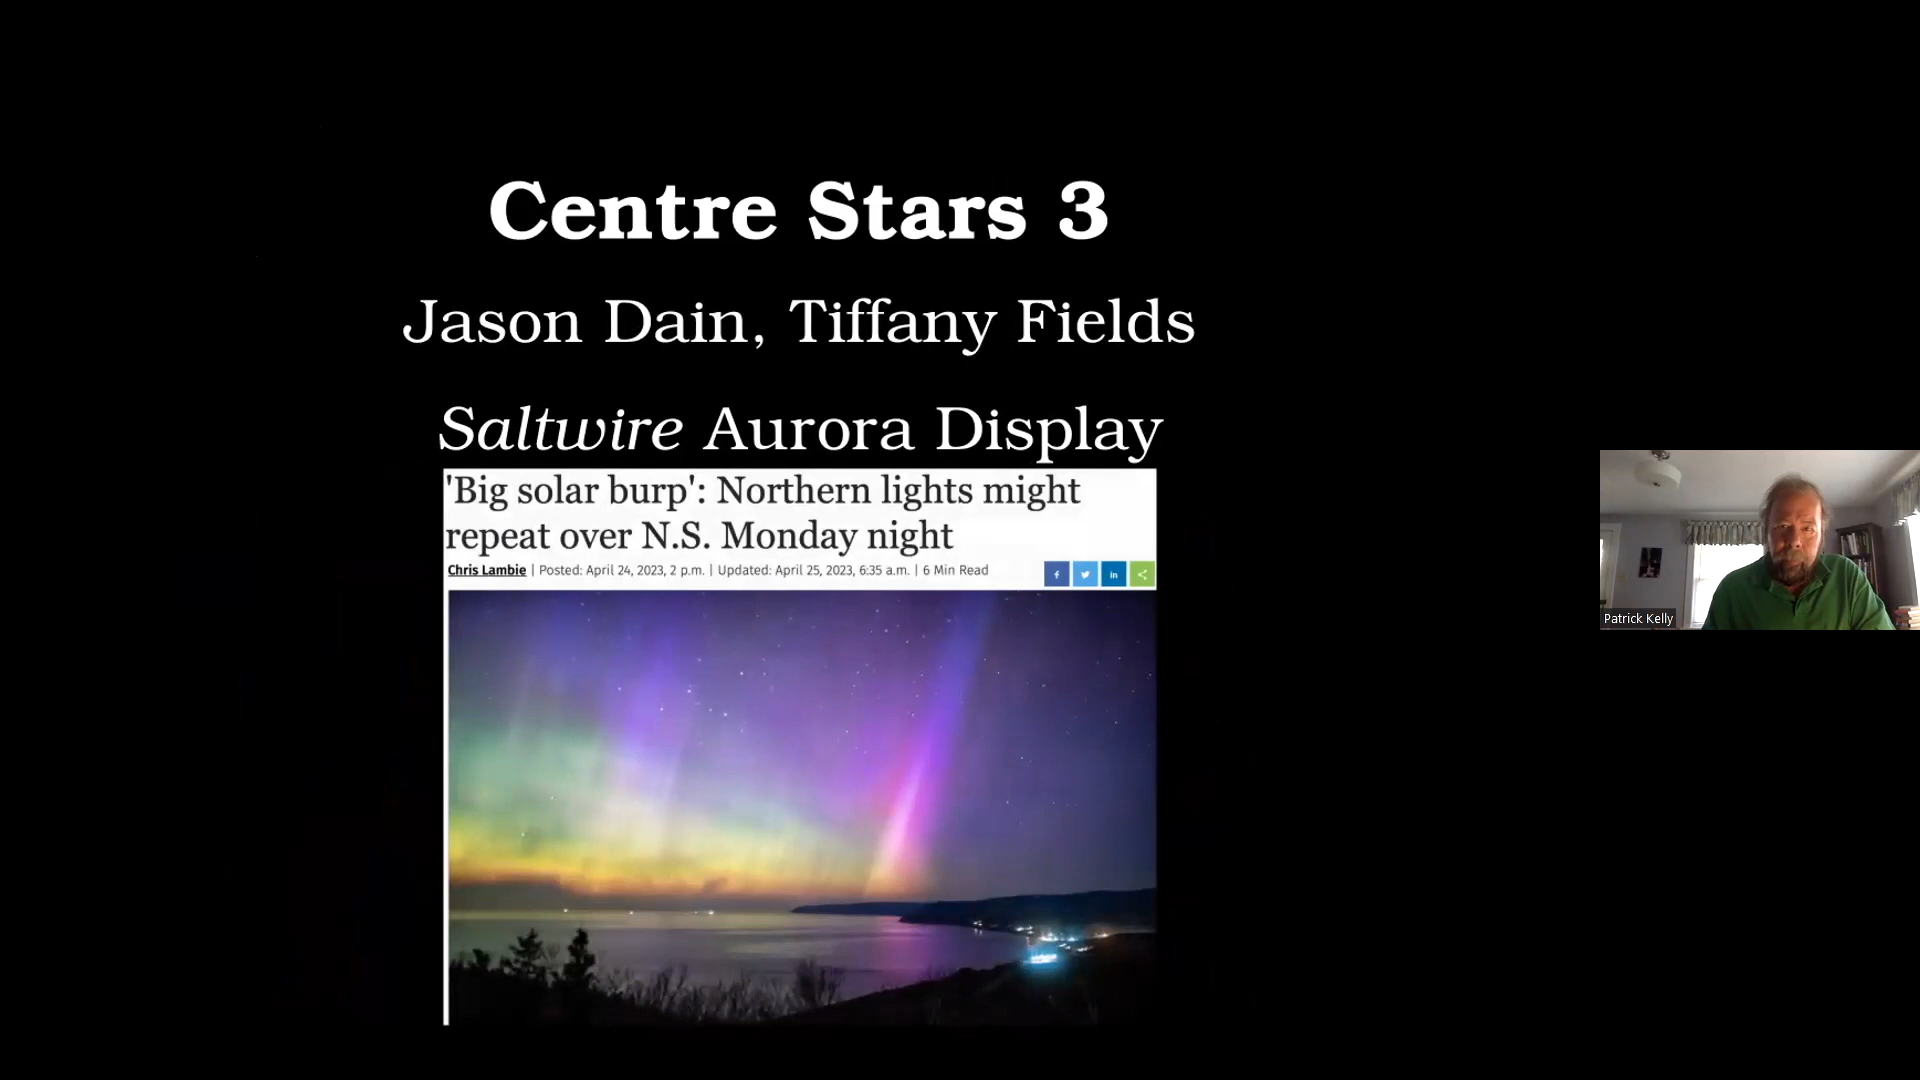 Centre Stars 3
Jason Dain, Tiffany Fields
Saltwire Aurora Display
'Big solar burp': Northern lights might
repeat over N.S. Monday night
Chris Lambie | Posted: April 24, 2023, 2 p.m. | Updated: April 25, 2023, 6:35 a.m. | 6 Min Read
f
in
Patrick Kelly